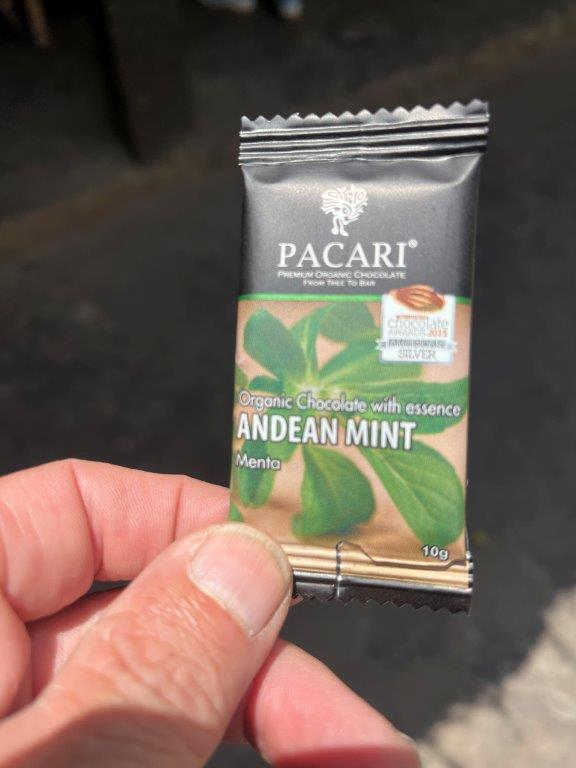 PACARI®
PREMIUM ORGANIC CHOCOLATE
FROM TREE TO BAR
chocolate
AWARDS 2015
SILVER
Organic Chocolate with essence
ANDEAN MINT
Menta
10g